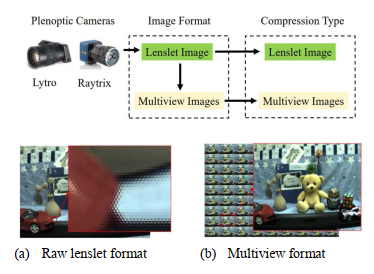 Plenoptic Cameras
Image Format
Compression Type
Lytro
Raytrix
Lenslet Image
Lenslet Image
Multiview Images
Multiview Images
(a) Raw lenslet format
(b) Multiview format